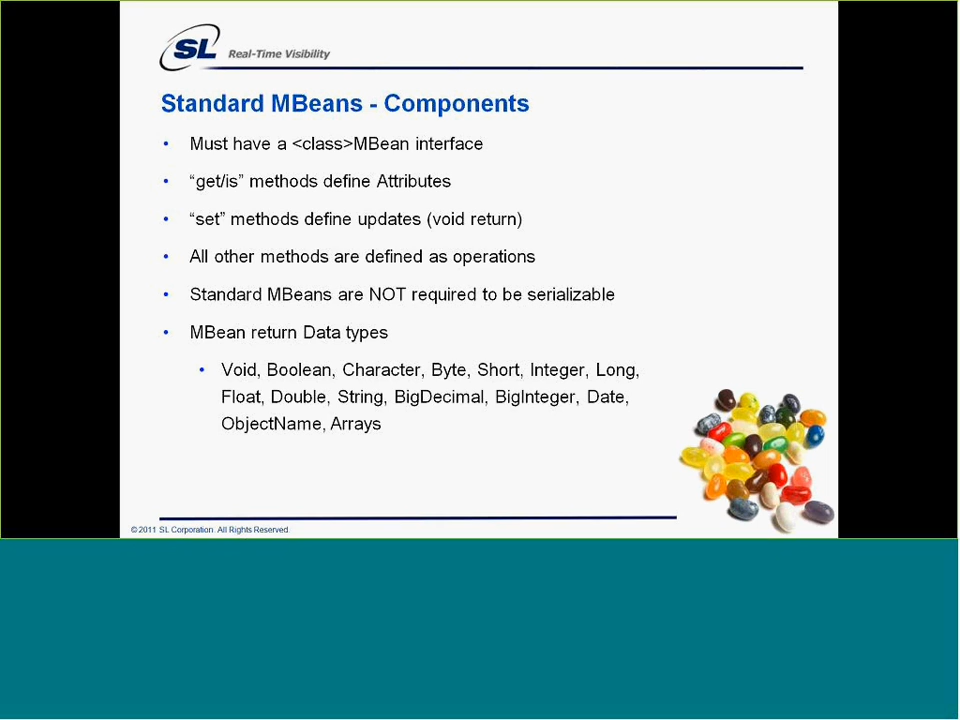 SL Real-Time Visibility
Standard MBeans - Components
• Must have a <class>MBean interface
• “get/is” methods define Attributes
• “set” methods define updates (void return)
• All other methods are defined as operations
• Standard MBeans are NOT required to be serializable
• MBean return Data types
• Void, Boolean, Character, Byte, Short, Integer, Long,
Float, Double, String, BigDecimal, BigInteger, Date,
ObjectName, Arrays
© 2011 SL Corporation. All Rights Reserved.